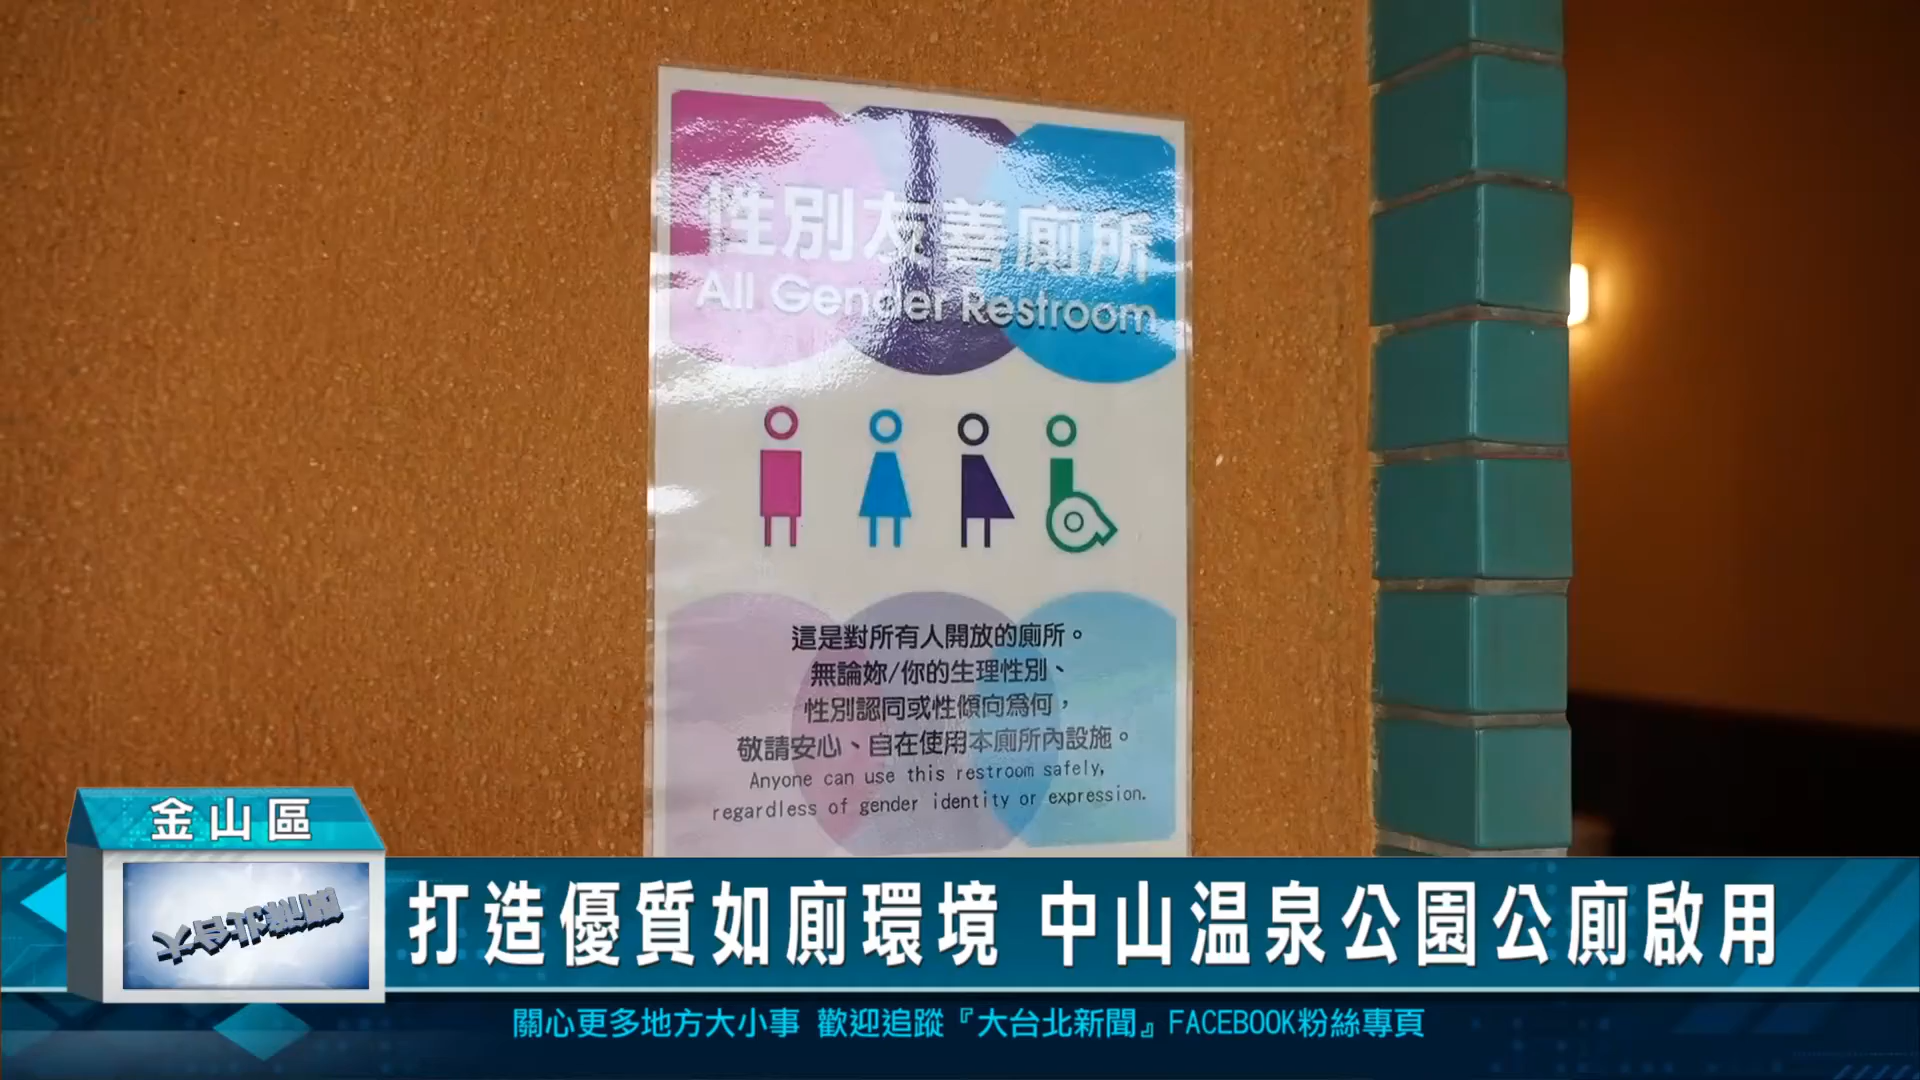 性別友善廁所
All Gender Restroom
這是對所有人開放的廁所。
無論妳/你的生理性別、
性別認同或性傾向為何，
敬請安心、自在使用本廁所內設施。
Anyone can use this restroom safely,
regardless of gender identity or expression.
金山區
大台北新聞
打造優質如廁環境 中山温泉公園公廁啟用
關心更多地方大小事 歡迎追蹤『大台北新聞』FACEBOOK粉絲專頁